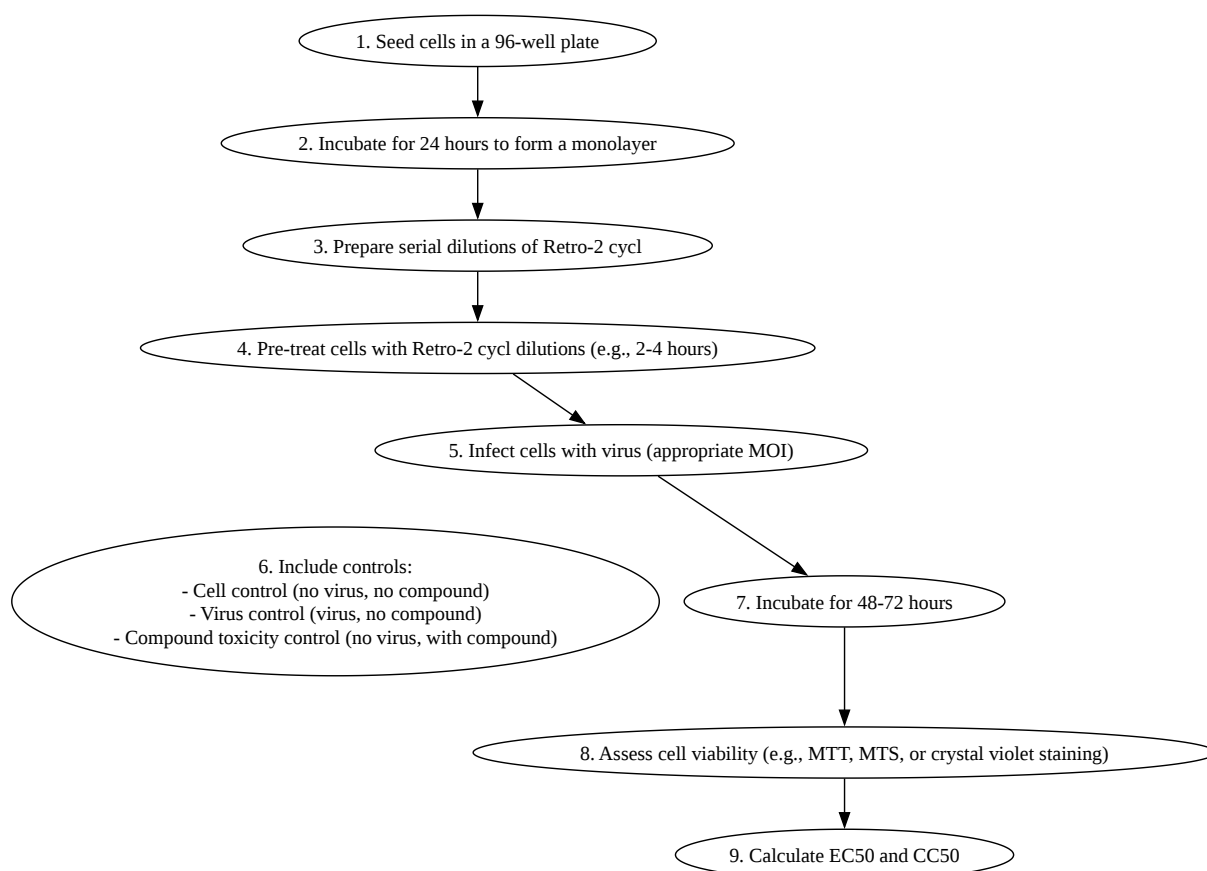 1. Seed cells in a 96-well plate
2. Incubate for 24 hours to form a monolayer
3. Prepare serial dilutions of Retro-2 cycl
4. Pre-treat cells with Retro-2 cycl dilutions (e.g., 2-4 hours)
5. Infect cells with virus (appropriate MOI)
6. Include controls:
- Cell control (no virus, no compound)
- Virus control (virus, no compound)
- Compound toxicity control (no virus, with compound)
7. Incubate for 48-72 hours
8. Assess cell viability (e.g., MTT, MTS, or crystal violet staining)
9. Calculate EC50 and CC50